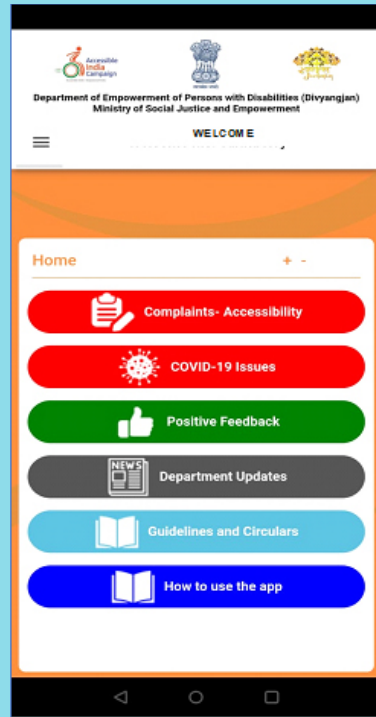 Accessible
India
Campaign
Department of Empowerment of Persons with Disabilities (Divyangjan)
Ministry of Social Justice and Empowerment
WELCOME
Home + -
Complaints- Accessibility
COVID-19 Issues
Positive Feedback
NEWS
Department Updates
Guidelines and Circulars
How to use the app